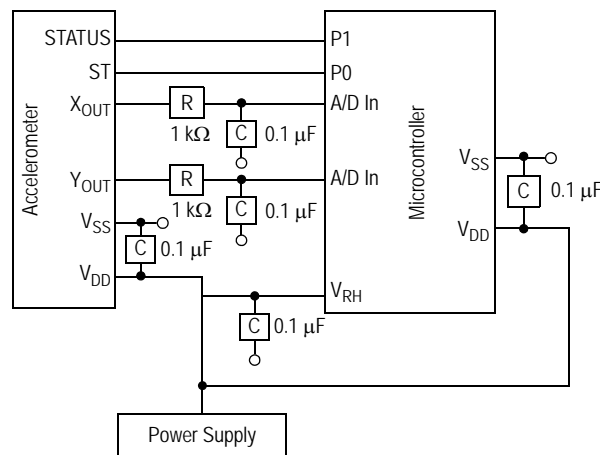 Accelerometer
STATUS
ST
XOUT
YOUT
VSS
VDD
R
1 kΩ
C
0.1 µF
R
1 kΩ
C
0.1 µF
C
0.1 µF
C
0.1 µF
P1
P0
A/D In
A/D In
VRH
Microcontroller
VSS
VDD
C
0.1 µF
Power Supply